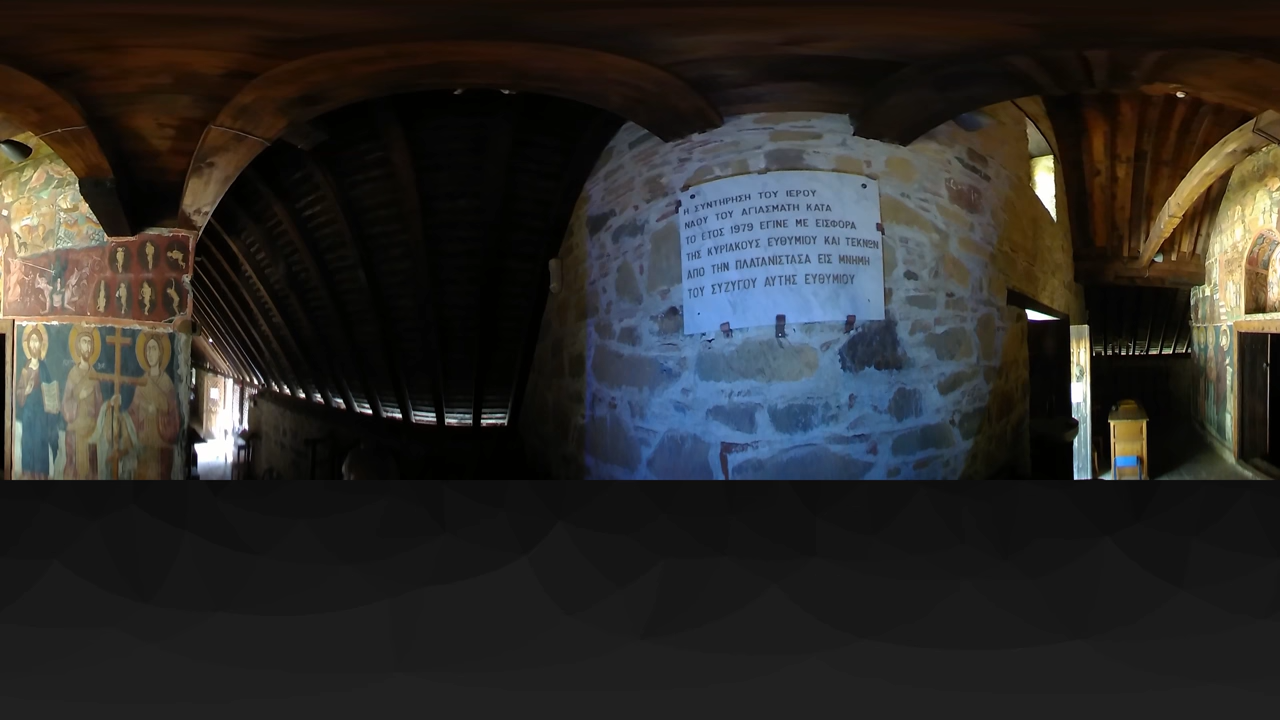 Η ΣΥΝΤΗΡΗΣΗ ΤΟΥ ΙΕΡΟΥ
ΝΑΟΥ ΤΟΥ ΑΓΙΑΣΜΑΤΗ ΚΑΤΑ
ΤΟ ΕΤΟΣ 1979 ΕΓΙΝΕ ΜΕ ΕΙΣΦΟΡΑ
ΤΗΣ ΚΥΡΙΑΚΟΥΣ ΕΥΘΥΜΙΟΥ ΚΑΙ ΤΕΚΝΩΝ
ΑΠΟ ΤΗΝ ΠΛΑΤΑΝΙΣΤΑΣΑ ΕΙΣ ΜΝΗΜΗ
ΤΟΥ ΣΥΖΥΓΟΥ ΑΥΤΗΣ ΕΥΘΥΜΙΟΥ